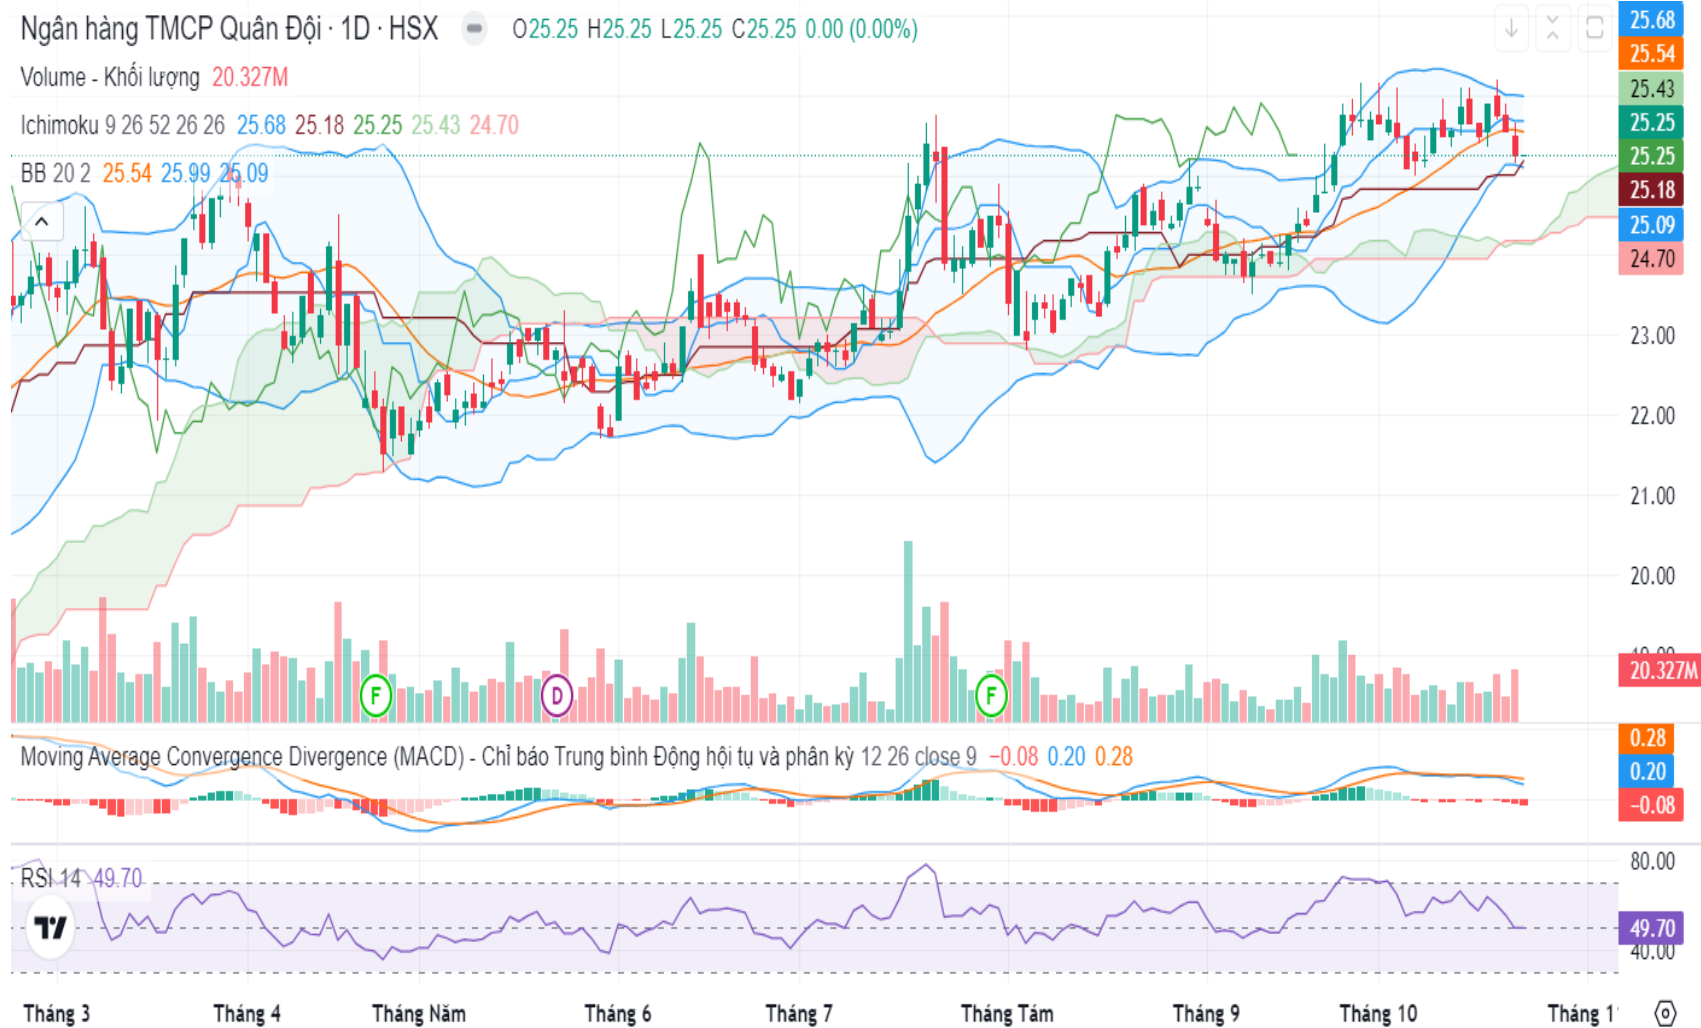 Ngân hàng TMCP Quân Đội · 1D · HSX O25.25 H25.25 L25.25 C25.25 0.00 (0.00%)
Volume - Khối lượng 20.327M
Ichimoku 9 26 52 26 26 25.68 25.18 25.25 25.43 24.70
BB 20 2 25.54 25.99 25.09
25.68
25.54
25.43
25.25
25.25
25.18
25.09
24.70
23.00
22.00
21.00
20.00
20.327M
F
D
F
Moving Average Convergence Divergence (MACD) - Chỉ báo Trung bình Động hội tụ và phân kỳ 12 26 close 9 −0.08 0.20 0.28
0.28
0.20
−0.08
RSI 14 49.70
80.00
49.70
40.00
Tháng 3 Tháng 4 Tháng Năm Tháng 6 Tháng 7 Tháng Tám Tháng 9 Tháng 10 Tháng 1